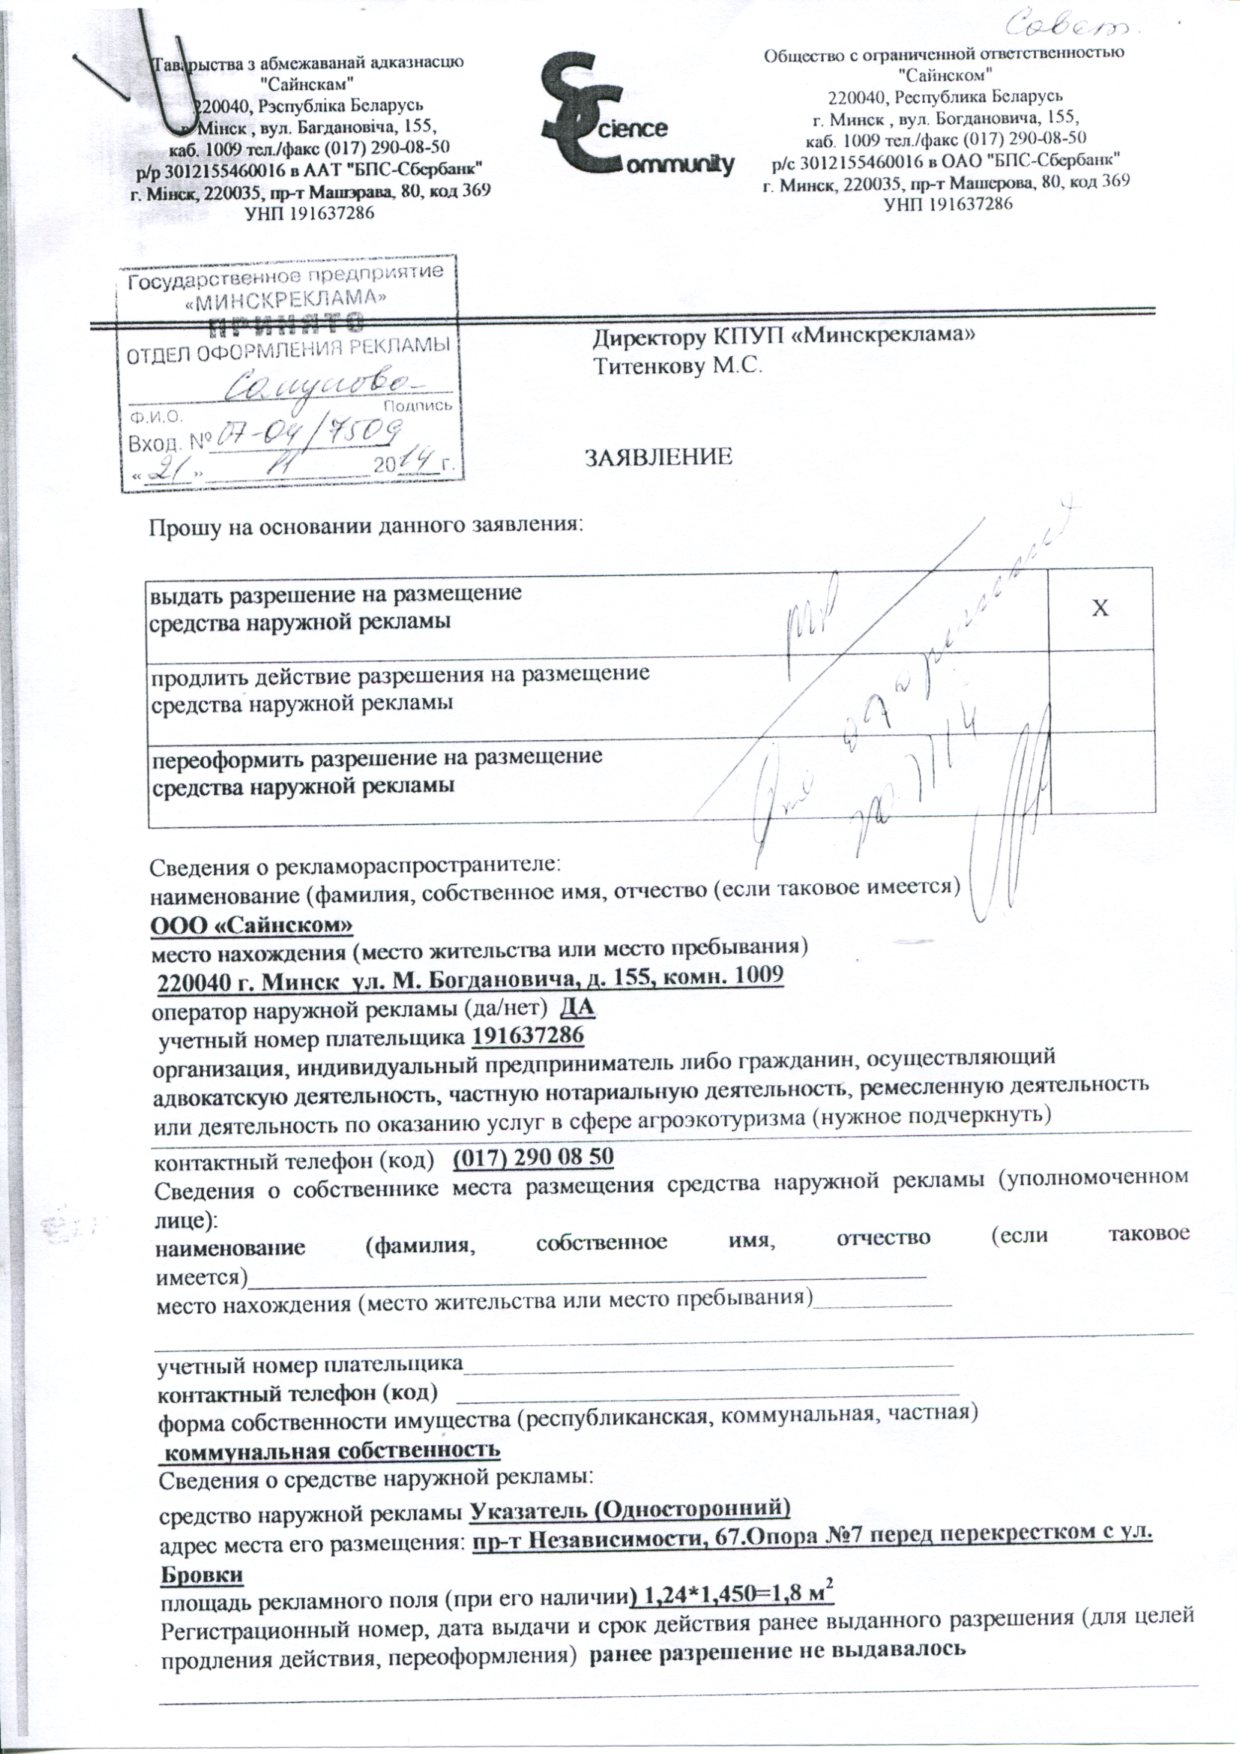 Совет.
Таварыства з абмежаванай адказнасцю
"Сайнскам"
220040, Рэспубліка Беларусь
г. Мінск , вул. Багдановіча, 155,
каб. 1009 тел./факс (017) 290-08-50
р/р 3012155460016 в ААТ "БПС-Сбербанк"
г. Мінск, 220035, пр-т Машэрава, 80, код 369
УНП 191637286
Science
Community
Общество с ограниченной ответственностью
"Сайнском"
220040, Республика Беларусь
г. Минск , вул. Богдановича, 155,
каб. 1009 тел./факс (017) 290-08-50
р/с 3012155460016 в ОАО "БПС-Сбербанк"
г. Минск, 220035, пр-т Машерова, 80, код 369
УНП 191637286
Государственное предприятие
«МИНСКРЕКЛАМА»
ПРИНЯТО
ОТДЕЛ ОФОРМЛЕНИЯ РЕКЛАМЫ
Ф.И.О. Подпись
Вход. № 07-04/7509
«21» 11 2014 г.
Директору КПУП «Минскреклама»
Титенкову М.С.
ЗАЯВЛЕНИЕ
Прошу на основании данного заявления:
выдать разрешение на размещение
средства наружной рекламы
X
продлить действие разрешения на размещение
средства наружной рекламы
переоформить разрешение на размещение
средства наружной рекламы
Сведения о рекламораспространителе:
наименование (фамилия, собственное имя, отчество (если таковое имеется)
ООО «Сайнском»
место нахождения (место жительства или место пребывания)
220040 г. Минск ул. М. Богдановича, д. 155, комн. 1009
оператор наружной рекламы (да/нет) ДА
учетный номер плательщика 191637286
организация, индивидуальный предприниматель либо гражданин, осуществляющий
адвокатскую деятельность, частную нотариальную деятельность, ремесленную деятельность
или деятельность по оказанию услуг в сфере агроэкотуризма (нужное подчеркнуть)
контактный телефон (код) (017) 290 08 50
Сведения о собственнике места размещения средства наружной рекламы (уполномоченном
лице):
наименование (фамилия, собственное имя, отчество (если таковое
имеется)
место нахождения (место жительства или место пребывания)
учетный номер плательщика
контактный телефон (код)
форма собственности имущества (республиканская, коммунальная, частная)
коммунальная собственность
Сведения о средстве наружной рекламы:
средство наружной рекламы Указатель (Односторонний)
адрес места его размещения: пр-т Независимости, 67.Опора №7 перед перекрестком с ул.
Бровки
площадь рекламного поля (при его наличии) 1,24*1,450=1,8 м2
Регистрационный номер, дата выдачи и срок действия ранее выданного разрешения (для целей
продления действия, переоформления) ранее разрешение не выдавалось